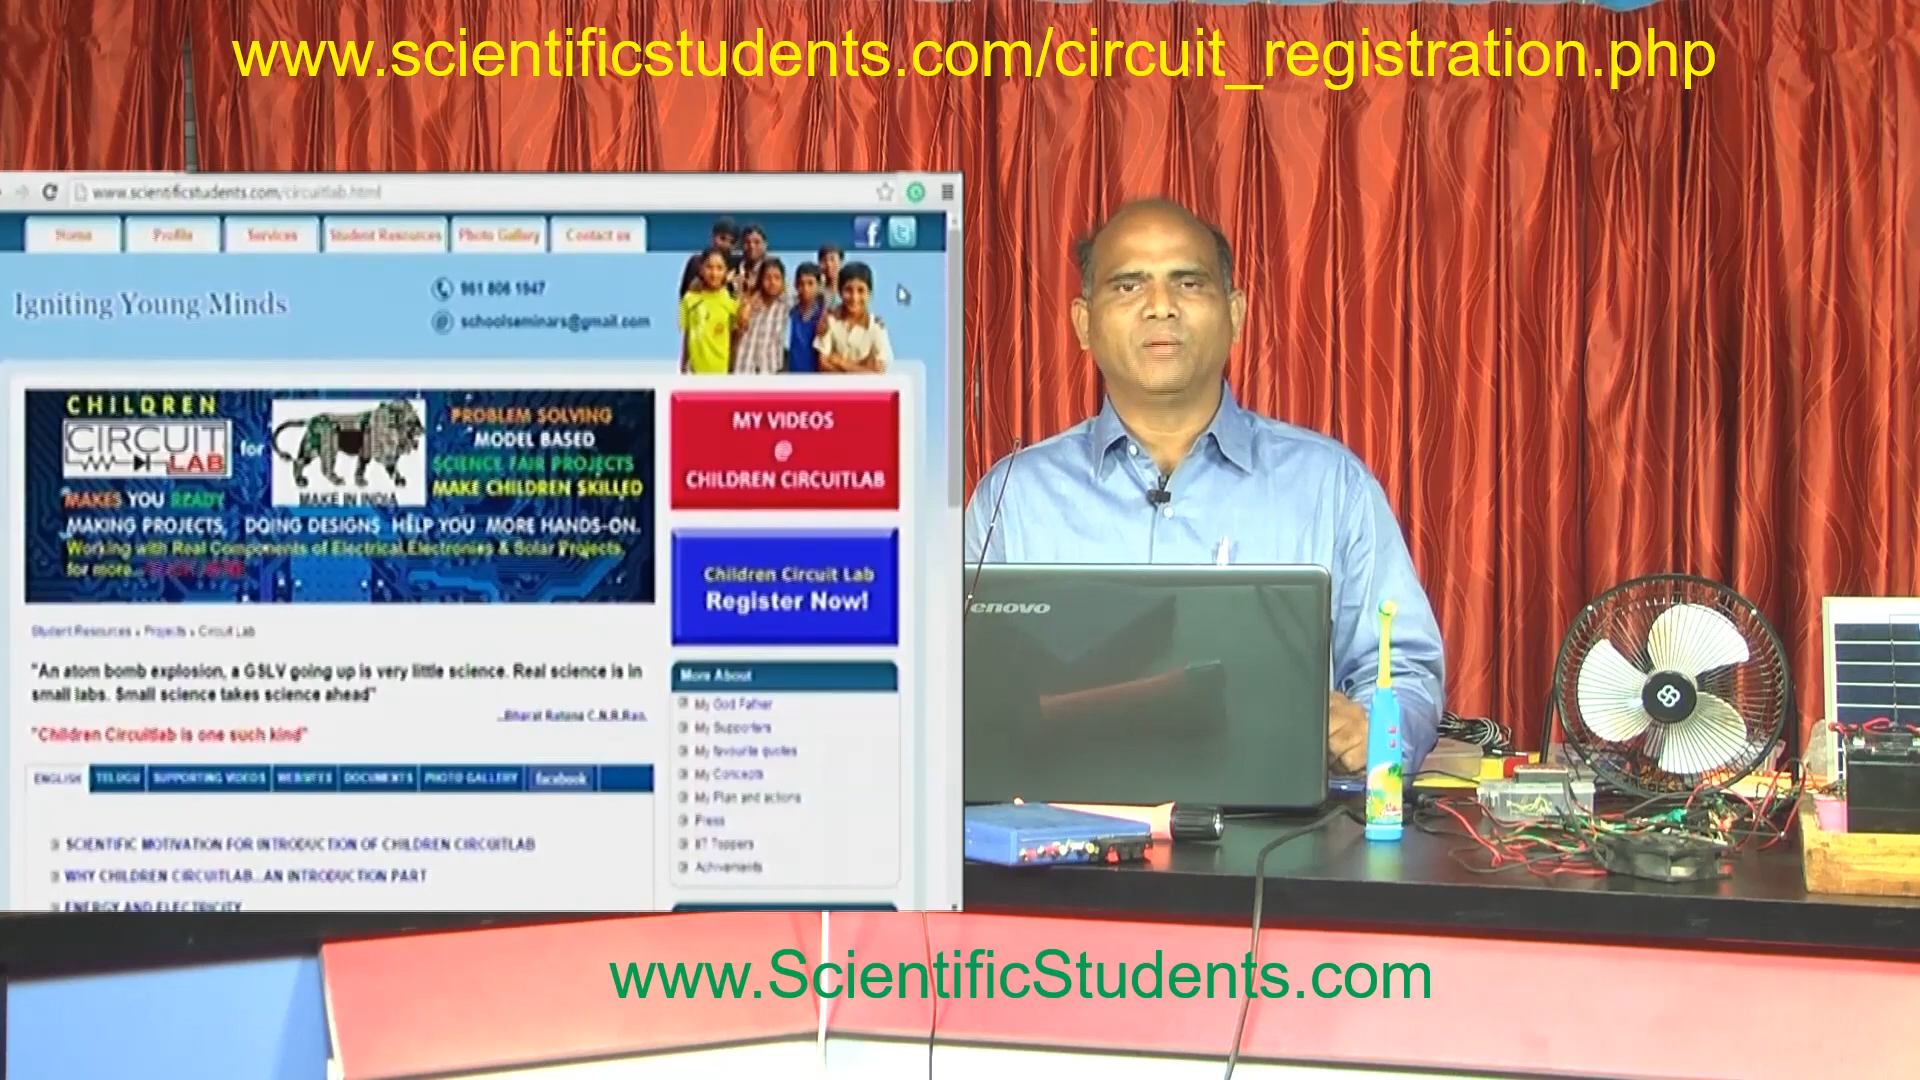 www.scientificstudents.com/circuit_registration.php
www.scientificstudents.com/circuitlab.html
Home Profile Services Student Resources Photo Gallery Contact us
961 806 1947
Igniting Young Minds
schoolseminars@gmail.com
CHILDREN
CIRCUIT
LAB
for
MAKE IN INDIA
PROBLEM SOLVING
MODEL BASED
SCIENCE FAIR PROJECTS
MAKE CHILDREN SKILLED
MAKES YOU READY
MAKING PROJECTS, DOING DESIGNS HELP YOU MORE HANDS-ON.
Working with Real Components of Electrical,Electronics & Solar Projects.
for more...
MY VIDEOS
@
CHILDREN CIRCUITLAB
Children Circuit Lab
Register Now!
Student Resources » Projects » Circuit Lab
"An atom bomb explosion, a GSLV going up is very little science. Real science is in
small labs. Small science takes science ahead"
...Bharat Ratana C.N.R.Rao.
"Children Circuitlab is one such kind"
ENGLISH TELUGU SUPPORTING VIDEOS WEBSITES DOCUMENTS PHOTO GALLERY facebook
SCIENTIFIC MOTIVATION FOR INTRODUCTION OF CHILDREN CIRCUITLAB
WHY CHILDREN CIRCUITLAB...AN INTRODUCTION PART
ENERGY AND ELECTRICITY
More About
My God Father
My Supporters
My favourite quotes
My Concepts
My Plan and actions
Press
IIT Toppers
Achivements
enovo
www.ScientificStudents.com